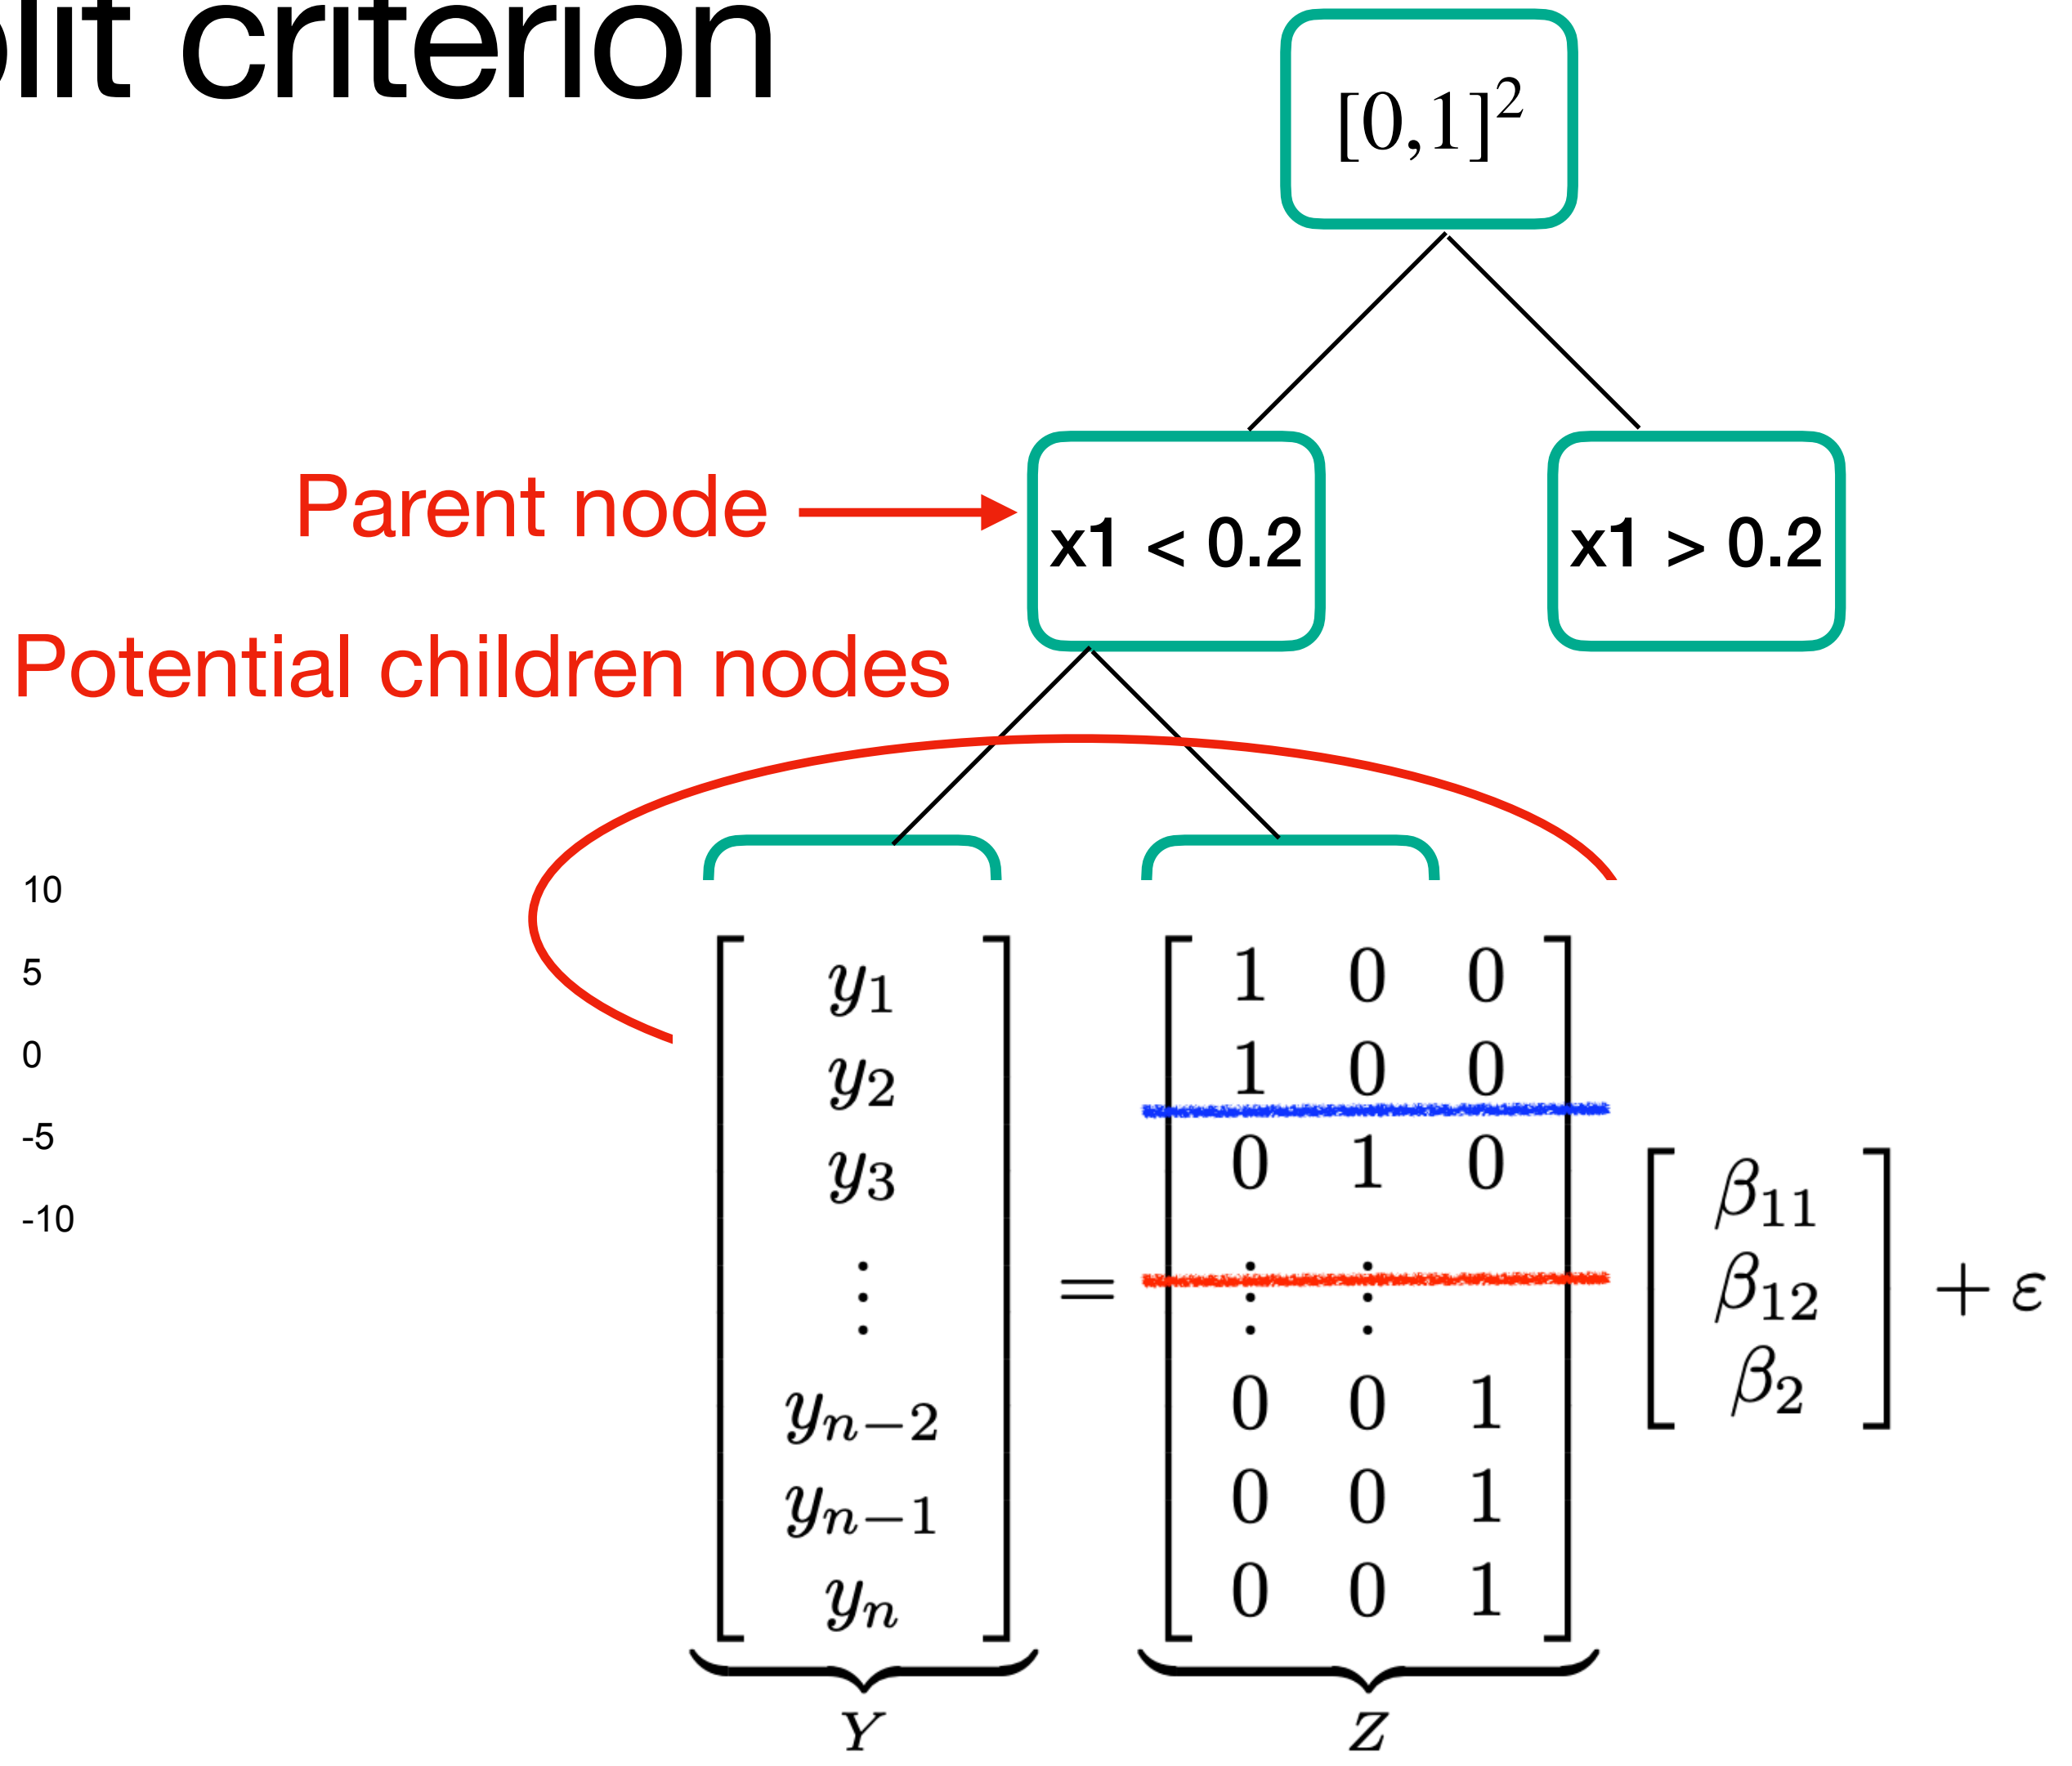 lit criterion
[0,1]²
Parent node
x1 < 0.2
x1 > 0.2
Potential children nodes
10
5
0
-5
-10
y₁
y₂
y₃
⋮
yₙ₋₂
yₙ₋₁
yₙ
Y
=
1 0 0
1 0 0
0 1 0
⋮ ⋮
0 0 1
0 0 1
0 0 1
Z
β₁₁
β₁₂
β₂
+ ε